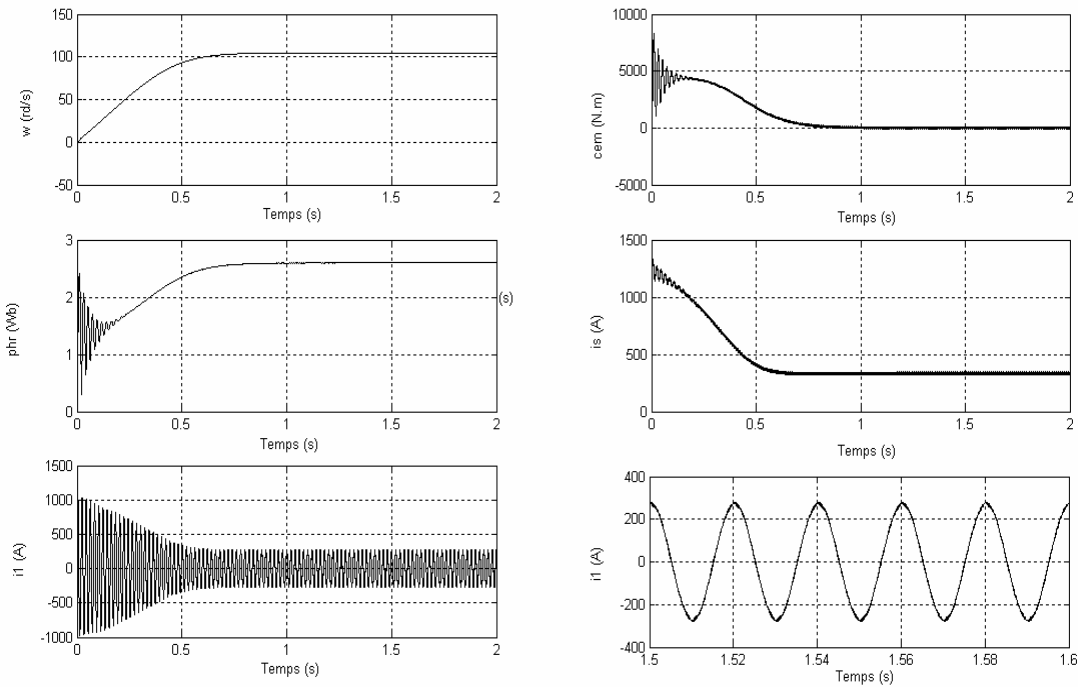 w (rd/s)
150
100
50
0
-50
0 0.5 1 1.5 2
Temps (s)
cem (N.m)
10000
5000
0
-5000
0 0.5 1 1.5 2
Temps (s)
phr (Wb)
3
2
1
0
0 0.5 1 1.5 2
Temps (s)
(s)
is (A)
1500
1000
500
0
0 0.5 1 1.5 2
Temps (s)
i1 (A)
1500
1000
500
0
-500
-1000
0 0.5 1 1.5 2
Temps (s)
i1 (A)
400
200
0
-200
-400
1.5 1.52 1.54 1.56 1.58 1.6
Temps (s)